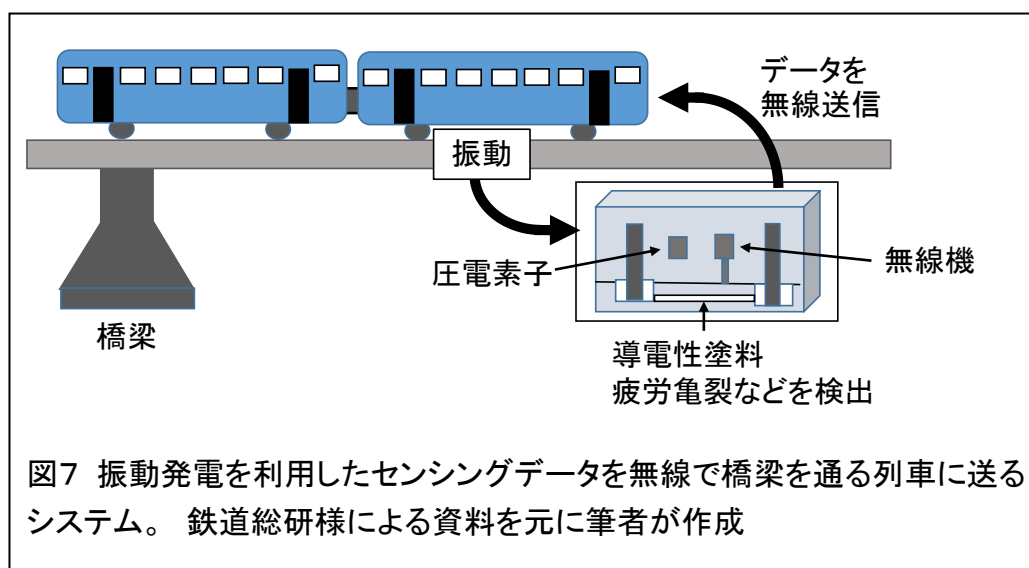 データを
無線送信
振動
圧電素子
無線機
橋梁
導電性塗料
疲労亀裂などを検出
図7 振動発電を利用したセンシングデータを無線で橋梁を通る列車に送る
システム。 鉄道総研様による資料を元に筆者が作成